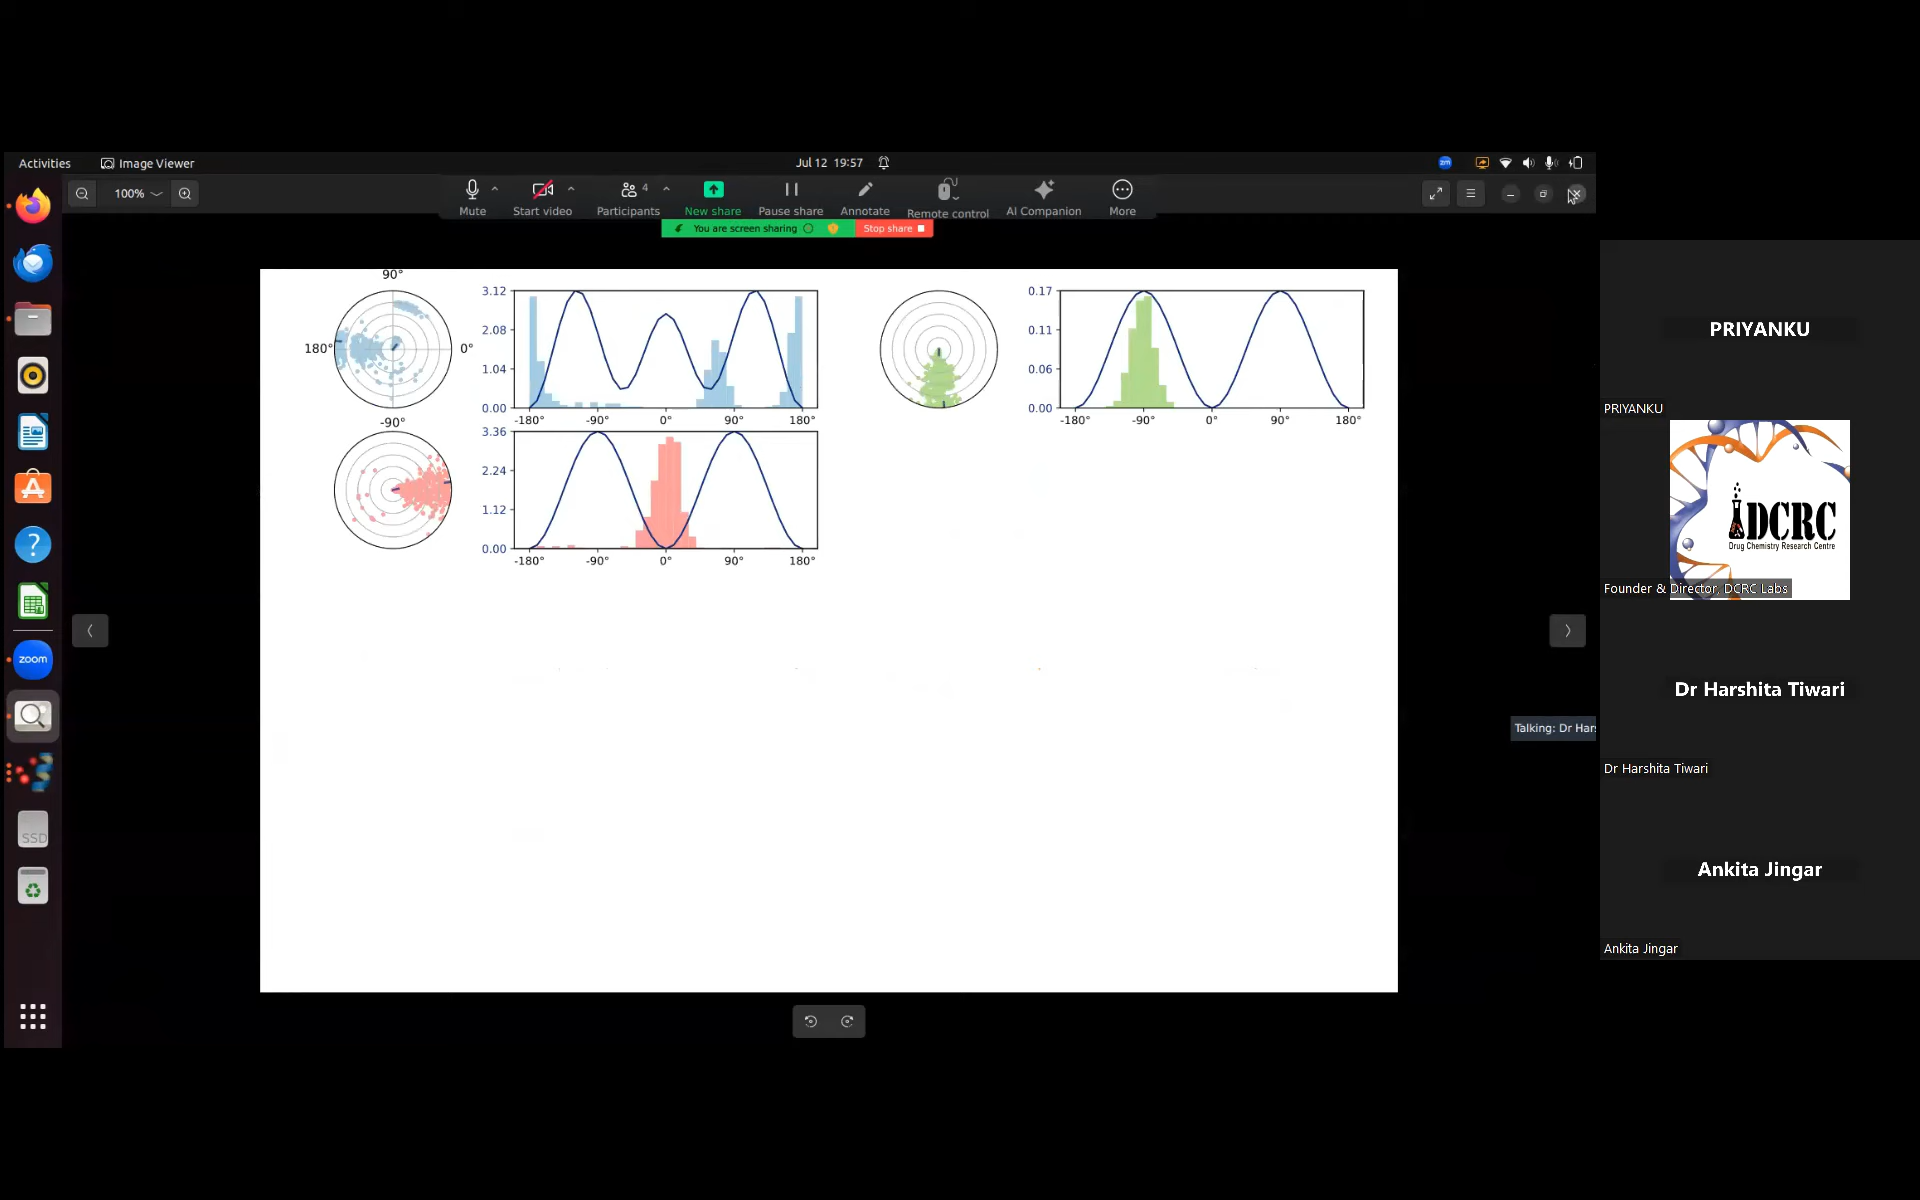 Activities
Image Viewer
Jul 12 19:57
zm
100%
Mute
Start video
4
Participants
New share
Pause share
Annotate
Remote control
AI Companion
More
You are screen sharing
Stop share
90°
180°
0°
-90°
3.12
2.08
1.04
0.00
-180°
-90°
0°
90°
180°
0.17
0.11
0.06
0.00
-180°
-90°
0°
90°
180°
3.36
2.24
1.12
0.00
-180°
-90°
0°
90°
180°
zoom
SSD
Talking: Dr Har
PRIYANKU
PRIYANKU
DCRC
Drug Chemistry Research Centre
Founder & Director, DCRC Labs
Dr Harshita Tiwari
Dr Harshita Tiwari
Ankita Jingar
Ankita Jingar